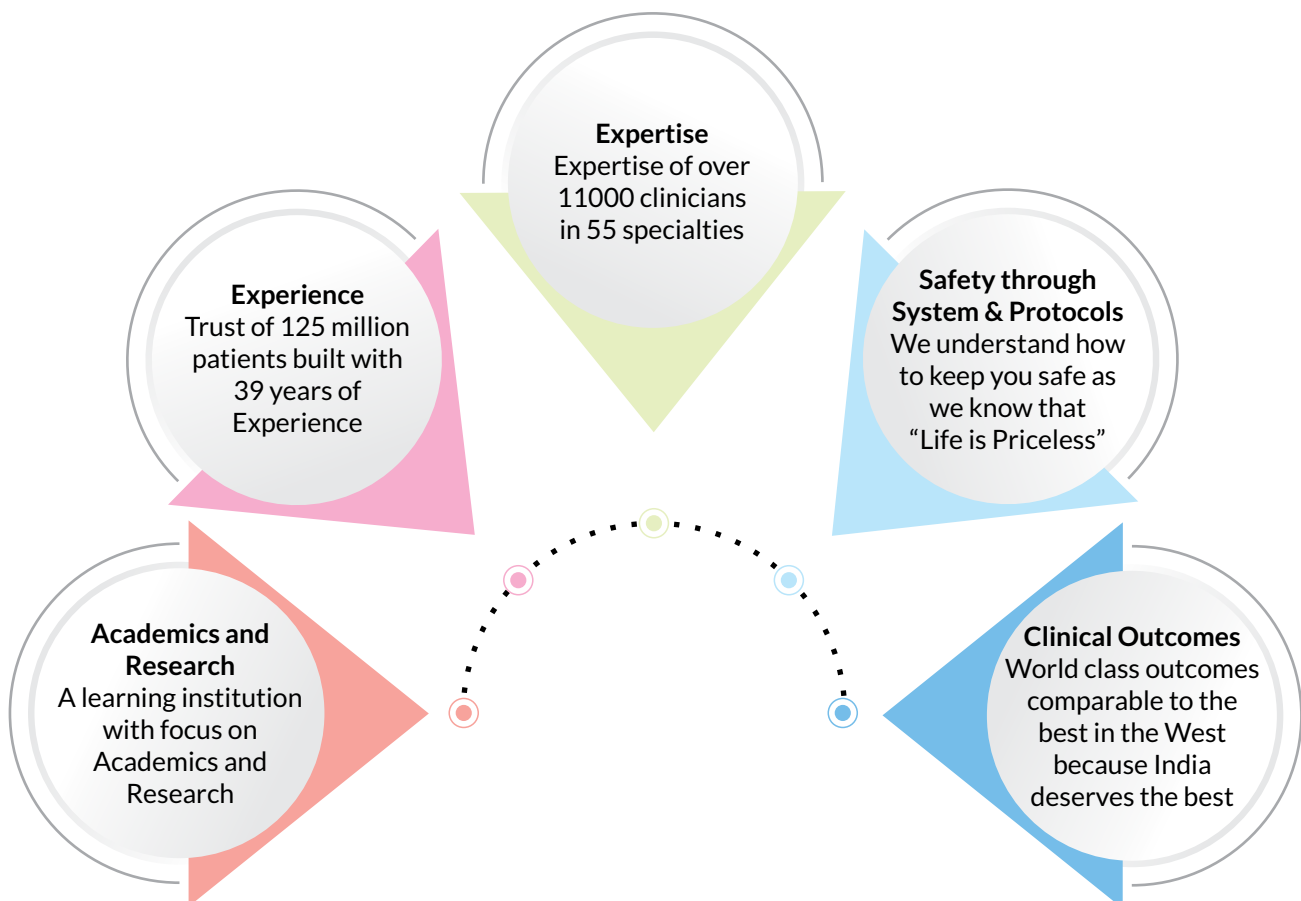 Academics and
Research
A learning institution
with focus on
Academics and
Research
Experience
Trust of 125 million
patients built with
39 years of
Experience
Expertise
Expertise of over
11000 clinicians
in 55 specialties
Safety through
System & Protocols
We understand how
to keep you safe as
we know that
“Life is Priceless”
Clinical Outcomes
World class outcomes
comparable to the
best in the West
because India
deserves the best